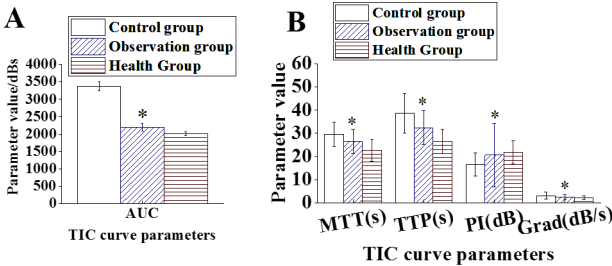 A
Control group
Observation group
Health Group
Parameter value/dBs
4000
3500
3000
2500
2000
1500
1000
500
0
*
AUC
TIC curve parameters
B
Control group
Observation group
Health Group
Parameter value
60
50
40
30
20
10
0
* * * *
MTT(s) TTP(s) PI(dB) Grad(dB/s)
TIC curve parameters